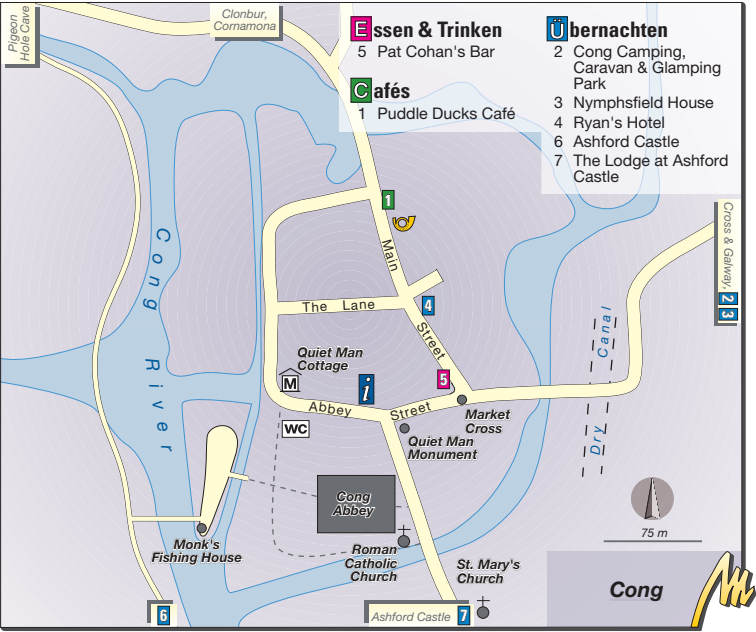 Pigeon
Hole Cave
Clonbur,
Cornamona
Essen & Trinken
5 Pat Cohan's Bar
Cafés
1 Puddle Ducks Café
Übernachten
2 Cong Camping,
Caravan & Glamping
Park
3 Nymphsfield House
4 Ryan's Hotel
6 Ashford Castle
7 The Lodge at Ashford
Castle
1
Main
Street
Cross & Galway,
2 3
Cong River
The Lane
4
Dry Canal
Quiet Man
Cottage
M
i
5
Abbey Street
Market
Cross
WC
Quiet Man
Monument
Cong
Abbey
Monk's
Fishing House
Roman
Catholic
Church
St. Mary's
Church
75 m
Cong
6
Ashford Castle 7